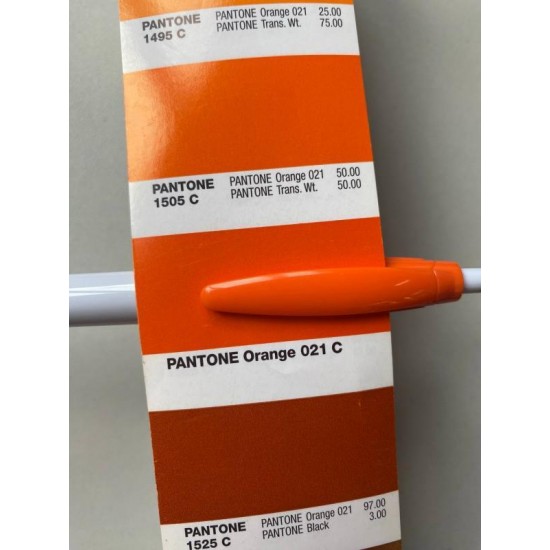 PANTONE PANTONE Orange 021 25.00
1495 C PANTONE Trans. Wt. 75.00
PANTONE PANTONE Orange 021 50.00
1505 C PANTONE Trans. Wt. 50.00
PANTONE Orange 021 C
PANTONE PANTONE Orange 021 97.00
1525 C PANTONE Black 3.00